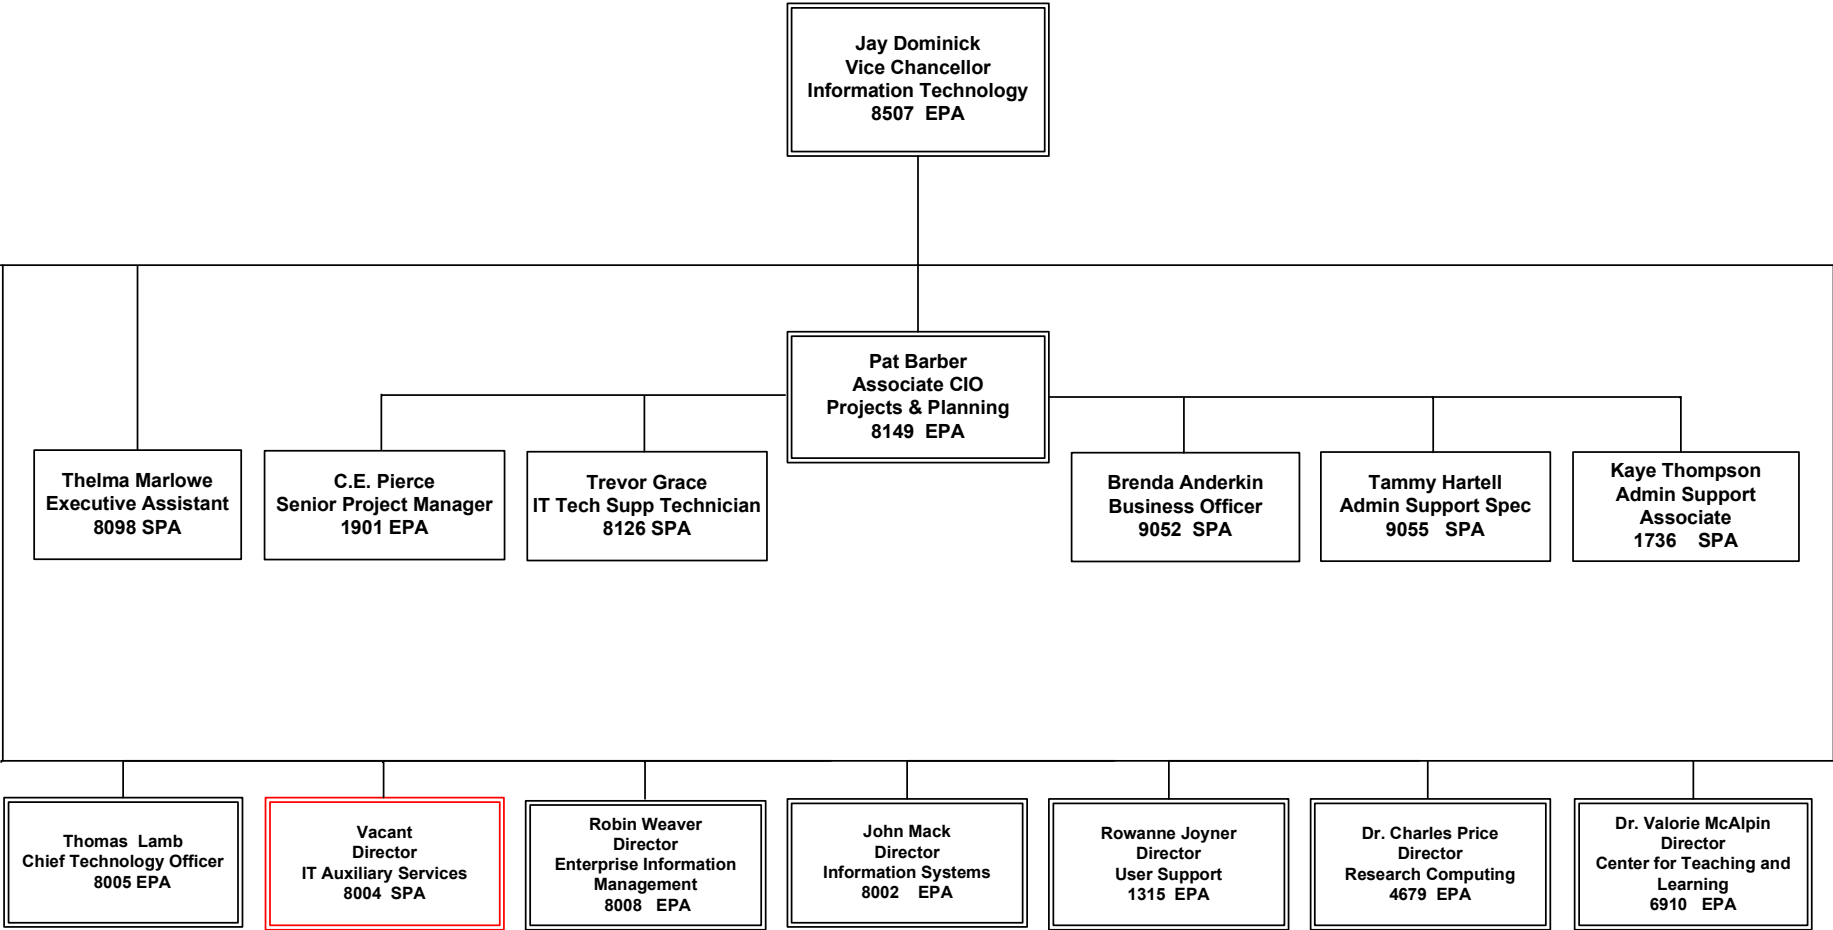 Jay Dominick
Vice Chancellor
Information Technology
8507 EPA
Pat Barber
Associate CIO
Projects & Planning
8149 EPA
Thelma Marlowe
Executive Assistant
8098 SPA
C.E. Pierce
Senior Project Manager
1901 EPA
Trevor Grace
IT Tech Supp Technician
8126 SPA
Brenda Anderkin
Business Officer
9052 SPA
Tammy Hartell
Admin Support Spec
9055 SPA
Kaye Thompson
Admin Support
Associate
1736 SPA
Thomas Lamb
Chief Technology Officer
8005 EPA
Vacant
Director
IT Auxiliary Services
8004 SPA
Robin Weaver
Director
Enterprise Information
Management
8008 EPA
John Mack
Director
Information Systems
8002 EPA
Rowanne Joyner
Director
User Support
1315 EPA
Dr. Charles Price
Director
Research Computing
4679 EPA
Dr. Valorie McAlpin
Director
Center for Teaching and
Learning
6910 EPA